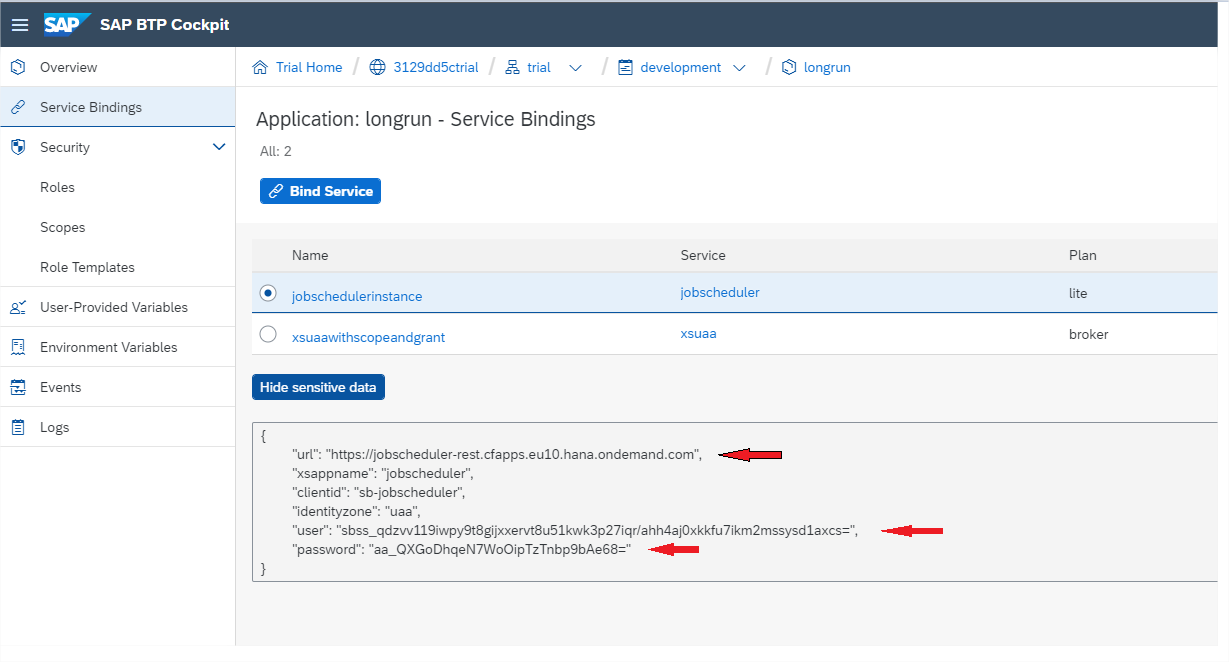 SAP SAP BTP Cockpit
Overview
Service Bindings
Security
Roles
Scopes
Role Templates
User-Provided Variables
Environment Variables
Events
Logs
Trial Home / 3129dd5ctrial / trial / development / longrun
Application: longrun - Service Bindings
All: 2
Bind Service
Name Service Plan
jobschedulerinstance jobscheduler lite
xsuaawithscopeandgrant xsuaa broker
Hide sensitive data
{
"url": "https://jobscheduler-rest.cfapps.eu10.hana.ondemand.com",
"xsappname": "jobscheduler",
"clientid": "sb-jobscheduler",
"identityzone": "uaa",
"user": "sbss_qdzvv119iwpy9t8gijxxervt8u51kwk3p27iqr/ahh4aj0xkkfu7ikm2mssysd1axcs=",
"password": "aa_QXGoDhqeN7WoOipTzTnbp9bAe68="
}